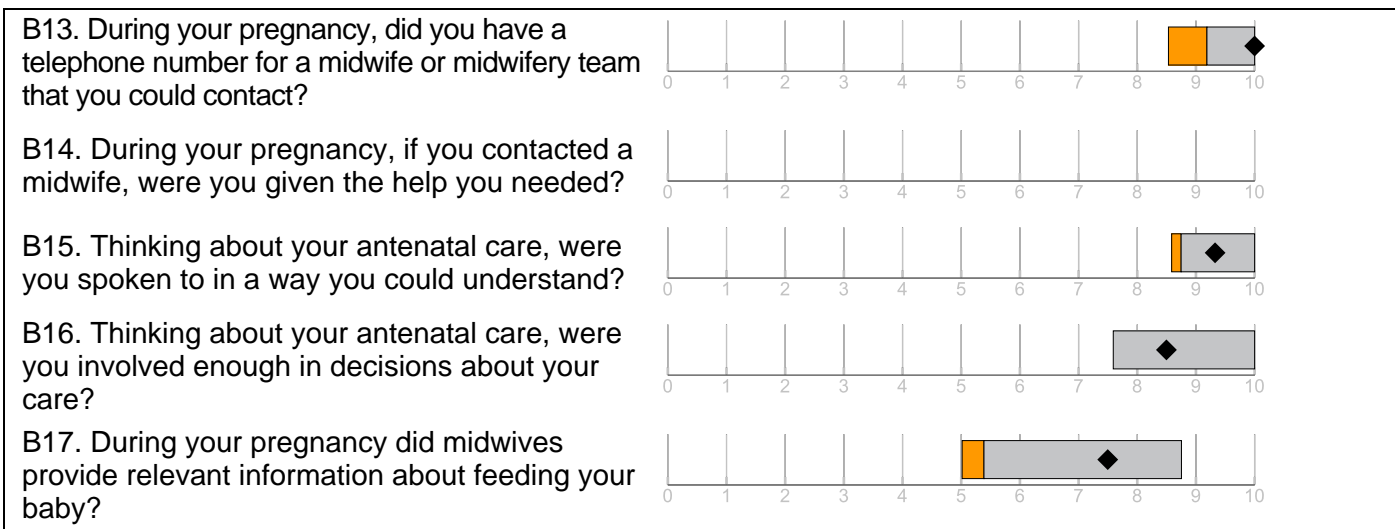 B13. During your pregnancy, did you have a
telephone number for a midwife or midwifery team
that you could contact?
0 1 2 3 4 5 6 7 8 9 10
B14. During your pregnancy, if you contacted a
midwife, were you given the help you needed?
0 1 2 3 4 5 6 7 8 9 10
B15. Thinking about your antenatal care, were
you spoken to in a way you could understand?
0 1 2 3 4 5 6 7 8 9 10
B16. Thinking about your antenatal care, were
you involved enough in decisions about your
care?
0 1 2 3 4 5 6 7 8 9 10
B17. During your pregnancy did midwives
provide relevant information about feeding your
baby?
0 1 2 3 4 5 6 7 8 9 10